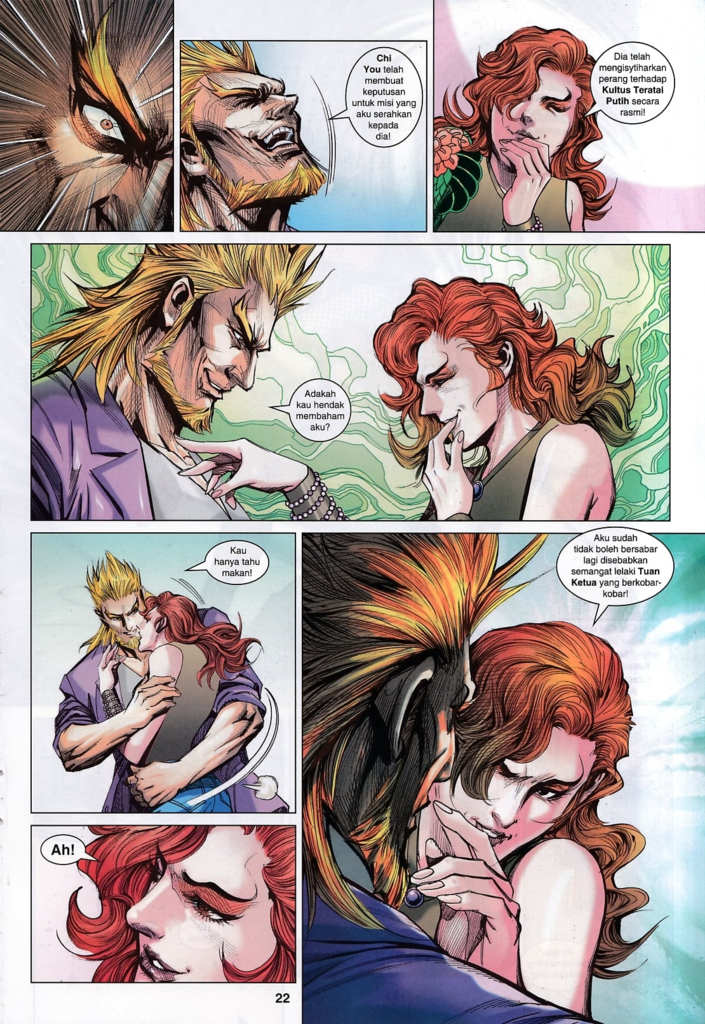 Chi
You telah
membuat
keputusan
untuk misi yang
aku serahkan
kepada
dia!
Dia telah
mengisytiharkan
perang terhadap
Kultus Teratai
Putih secara
rasmi!
Adakah
kau hendak
membaham
aku?
Kau
hanya tahu
makan!
Aku sudah
tidak boleh bersabar
lagi disebabkan
semangat lelaki Tuan
Ketua yang berkobar-
kobar!
Ah!
22